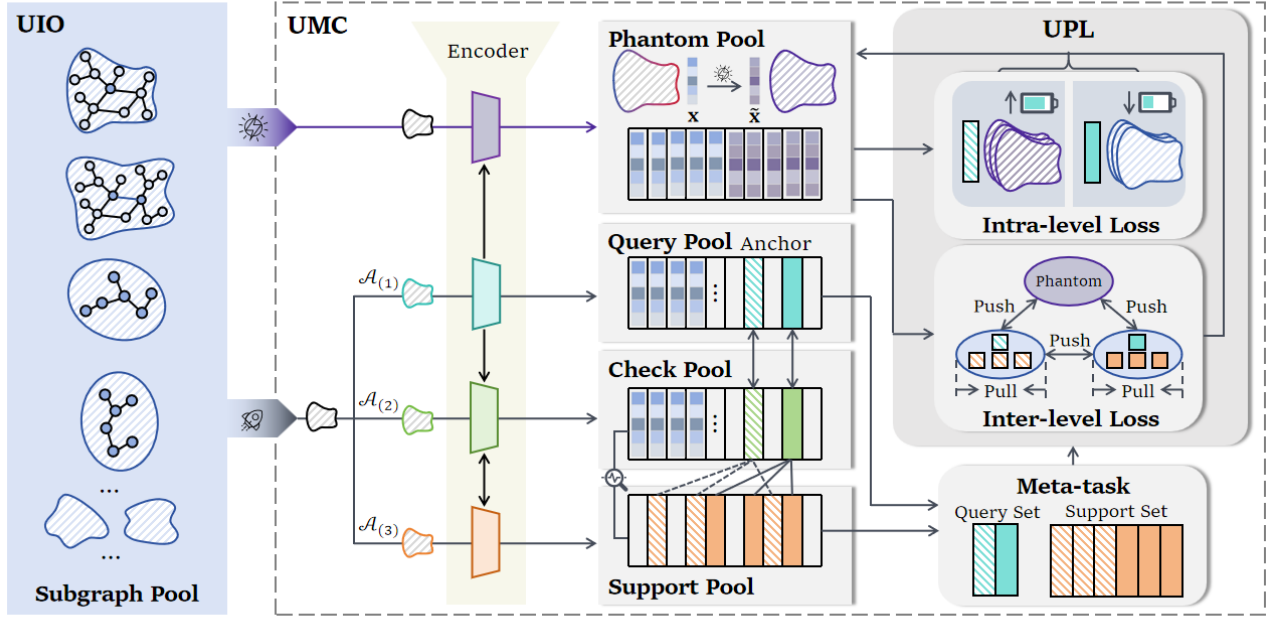 UIO
UMC
Encoder
Phantom Pool
x
x̃
UPL
Intra-level Loss
Query Pool
Anchor
𝒜(1)
Phantom
Push
Push
Push
Pull
Pull
Inter-level Loss
Check Pool
𝒜(2)
...
...
𝒜(3)
Support Pool
Meta-task
Query Set
Support Set
Subgraph Pool